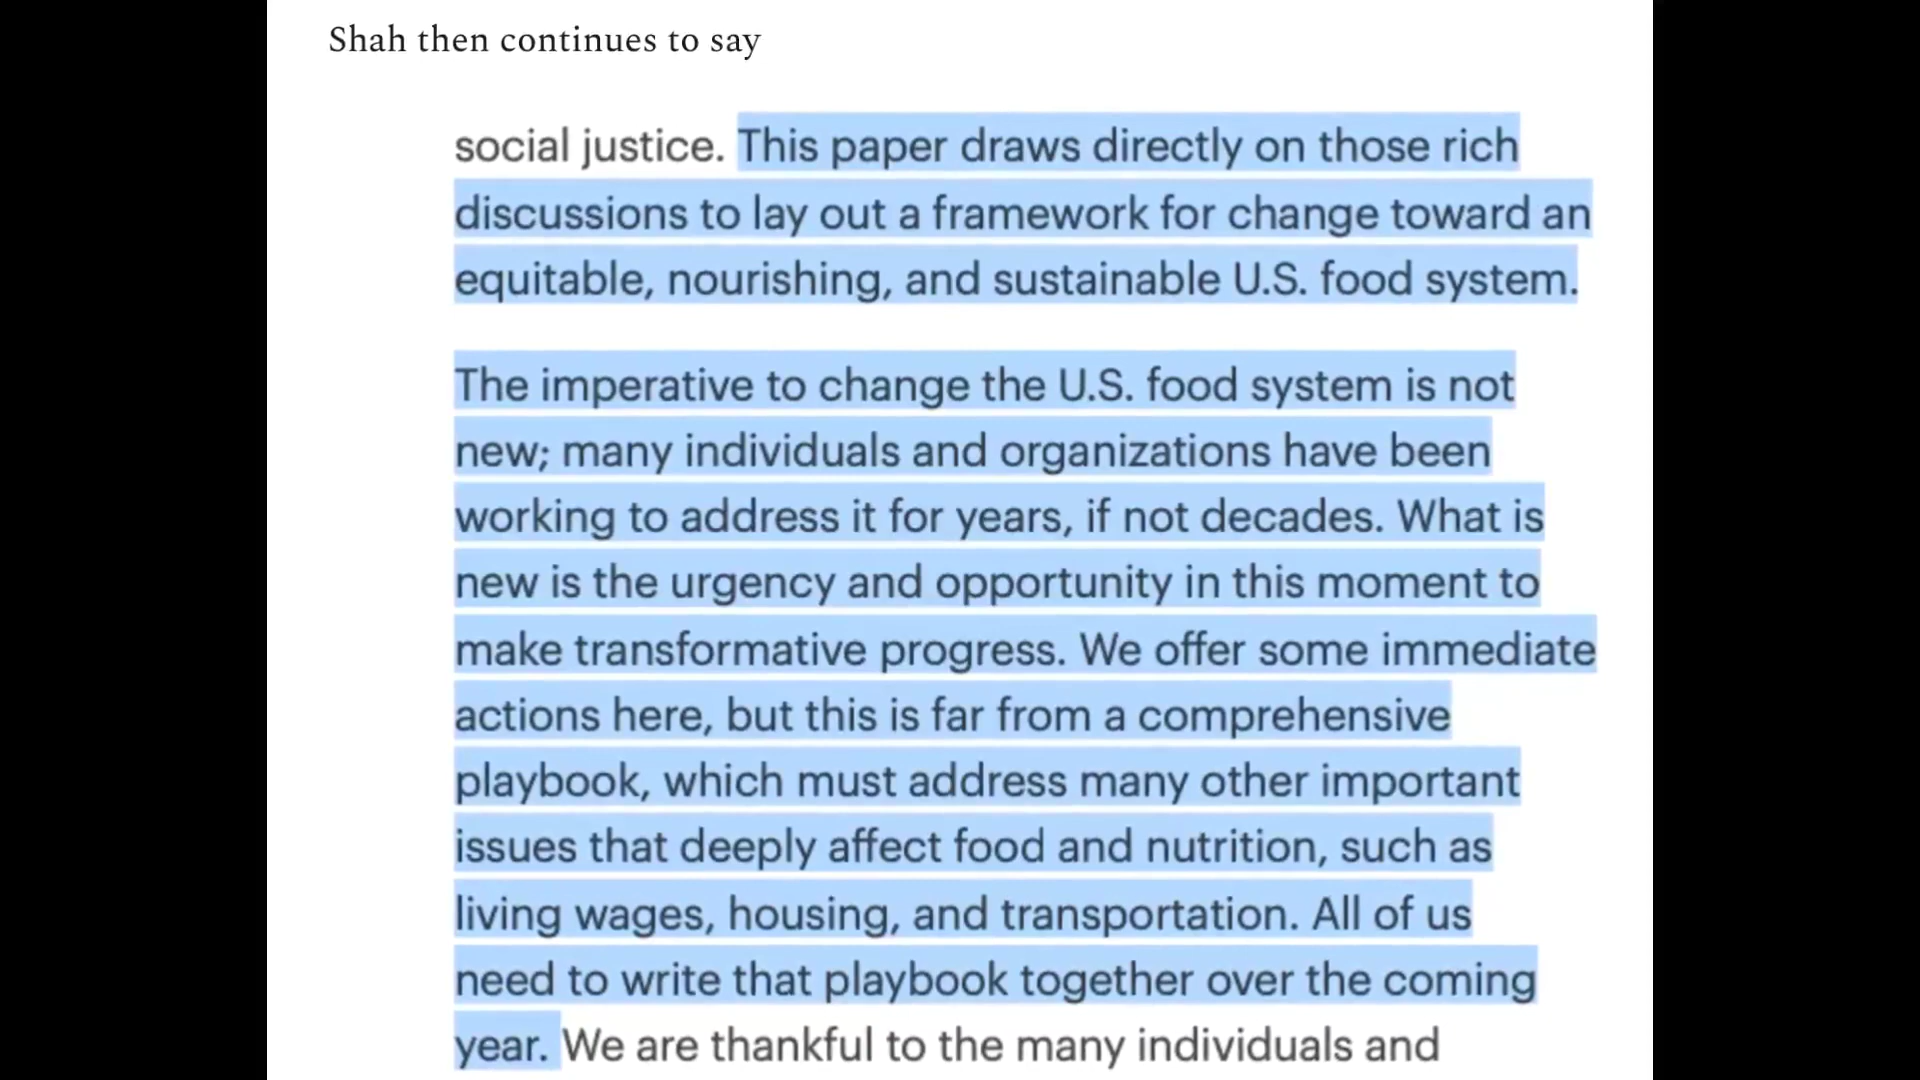 Shah then continues to say
social justice. This paper draws directly on those rich
discussions to lay out a framework for change toward an
equitable, nourishing, and sustainable U.S. food system.
The imperative to change the U.S. food system is not
new; many individuals and organizations have been
working to address it for years, if not decades. What is
new is the urgency and opportunity in this moment to
make transformative progress. We offer some immediate
actions here, but this is far from a comprehensive
playbook, which must address many other important
issues that deeply affect food and nutrition, such as
living wages, housing, and transportation. All of us
need to write that playbook together over the coming
year. We are thankful to the many individuals and